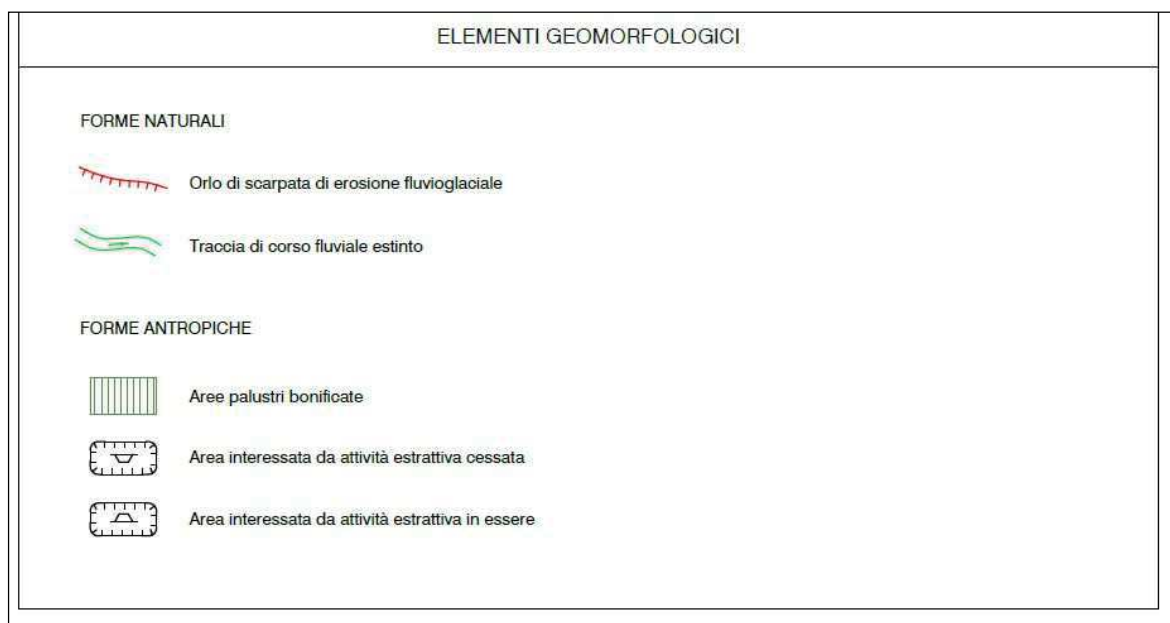 ELEMENTI GEOMORFOLOGICI
FORME NATURALI
Orlo di scarpata di erosione fluvioglaciale
Traccia di corso fluviale estinto
FORME ANTROPICHE
Aree palustri bonificate
Area interessata da attività estrattiva cessata
Area interessata da attività estrattiva in essere